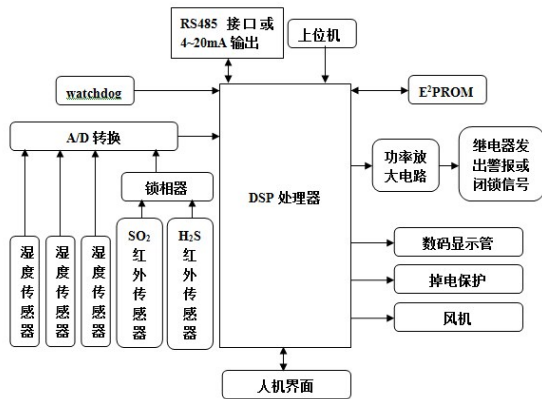 RS485 接口或
4~20mA 输出
上位机
watchdog
E²PROM
A/D 转换
功率放
大电路
继电器发
出警报或
闭锁信号
锁相器
DSP 处理器
湿度传感器
湿度传感器
湿度传感器
SO₂
红外传感器
H₂S
红外传感器
数码显示管
掉电保护
风机
人机界面